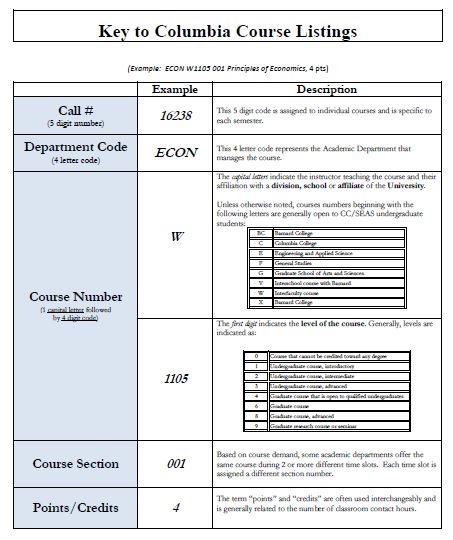 Key to Columbia Course Listings
(Example: ECON W1105 001 Principles of Economics, 4 pts)
Example
Description
Call #
(5 digit number)
16238
This 5 digit code is assigned to individual courses and is specific to
each semester.
Department Code
(4 letter code)
ECON
This 4 letter code represents the Academic Department that
manages the course.
Course Number
(1 capital letter followed
by 4 digit code)
W
The capital letters indicate the instructor teaching the course and their
affiliation with a division, school or affiliate of the University.
Unless otherwise noted, courses numbers beginning with the
following letters are generally open to CC/SEAS undergraduate
students:
BC Barnard College
C Columbia College
E Engineering and Applied Science
F General Studies
G Graduate School of Arts and Sciences
V Interschool course with Barnard
W Interfaculty course
X Barnard College
1105
The first digit indicates the level of the course. Generally, levels are
indicated as:
0 Course that cannot be credited toward any degree
1 Undergraduate course, introductory
2 Undergraduate course, intermediate
3 Undergraduate course, advanced
4 Graduate course that is open to qualified undergraduates
6 Graduate course
8 Graduate course, advanced
9 Graduate research course or seminar
Course Section
001
Based on course demand, some academic departments offer the
same course during 2 or more different time slots. Each time slot is
assigned a different section number.
Points/Credits
4
The term “points” and “credits” are often used interchangeably and
is generally related to the number of classroom contact hours.